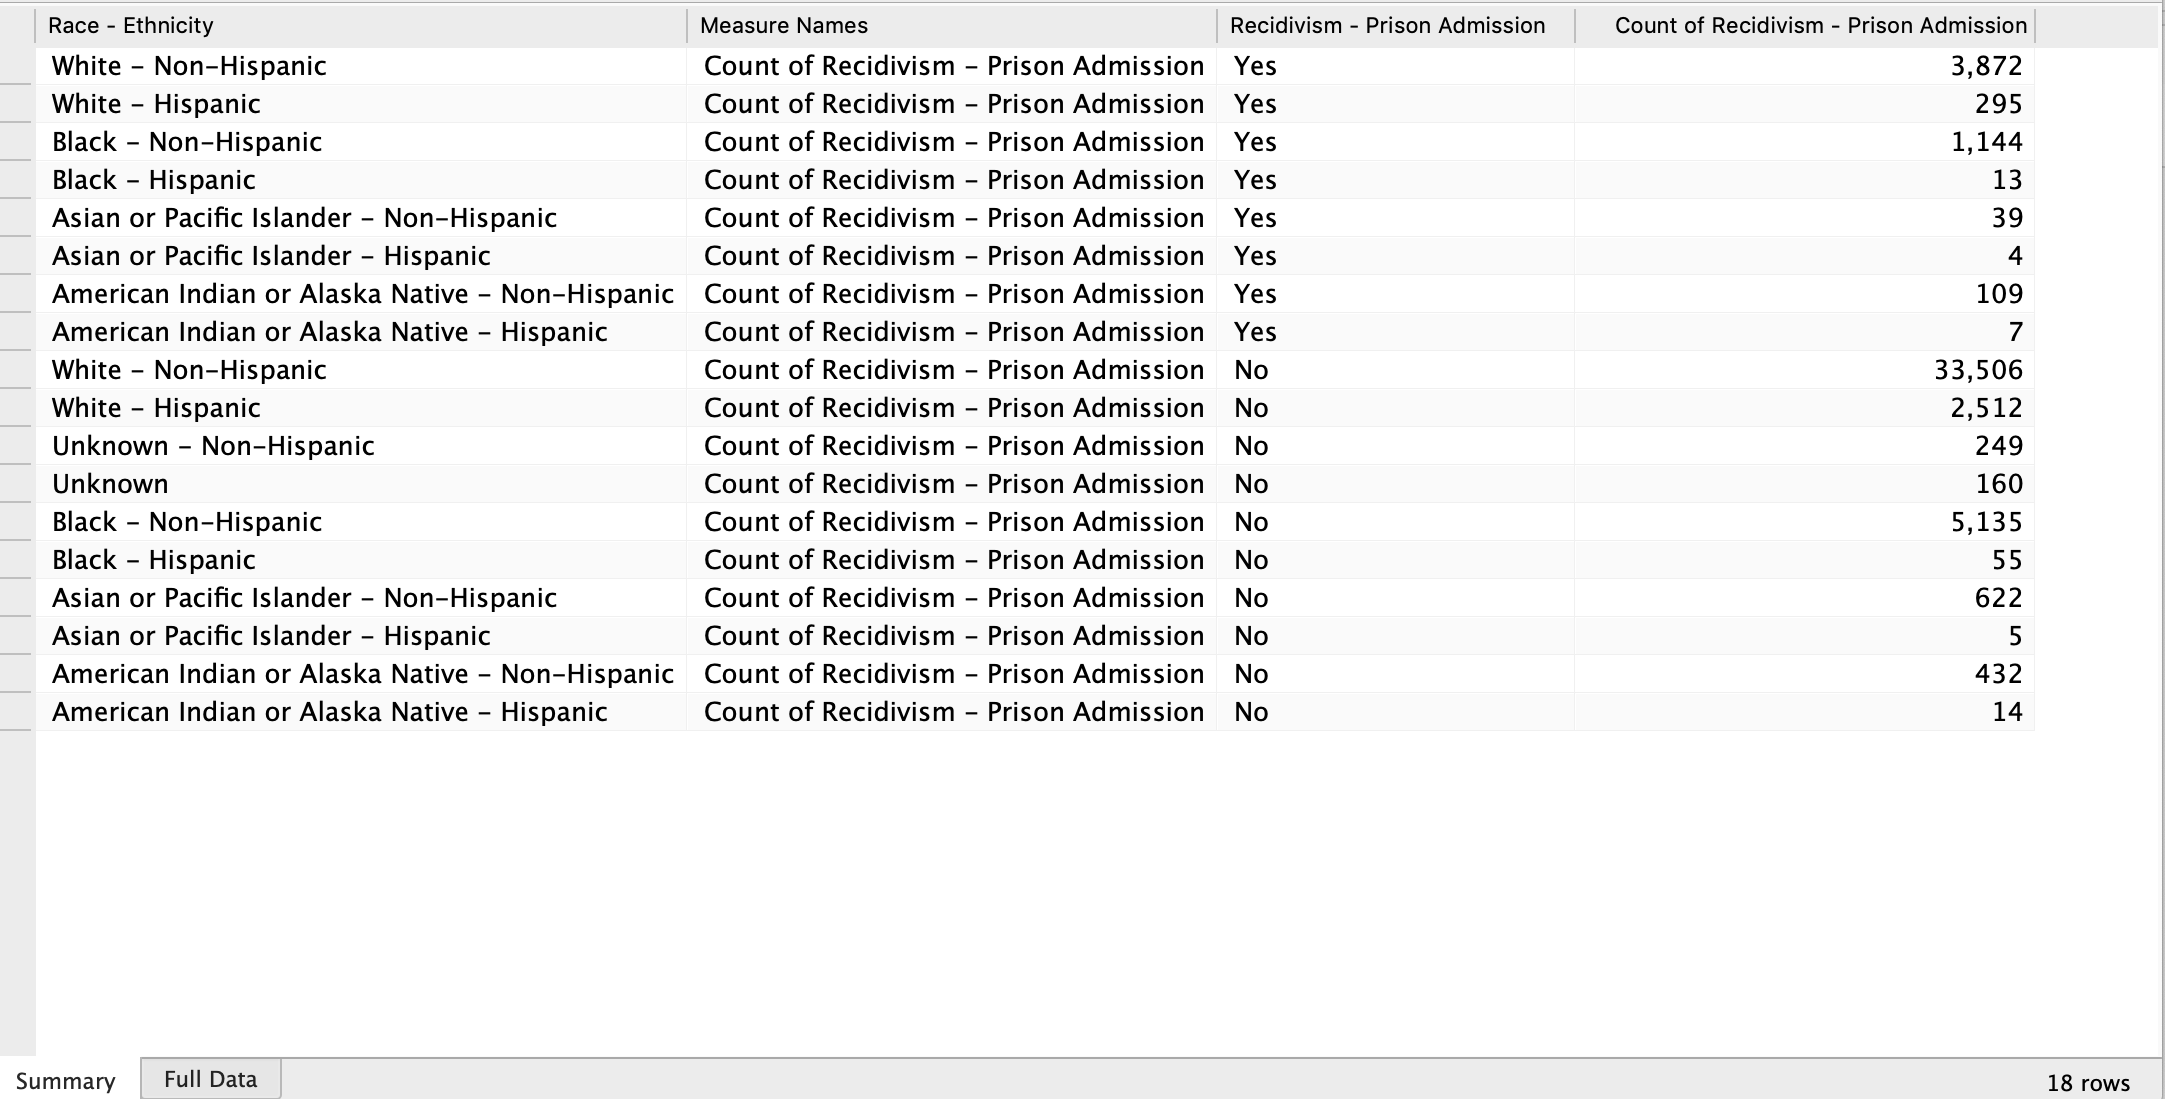 Race - Ethnicity Measure Names Recidivism - Prison Admission Count of Recidivism - Prison Admission
White – Non–Hispanic Count of Recidivism – Prison Admission Yes 3,872
White – Hispanic Count of Recidivism – Prison Admission Yes 295
Black – Non–Hispanic Count of Recidivism – Prison Admission Yes 1,144
Black – Hispanic Count of Recidivism – Prison Admission Yes 13
Asian or Pacific Islander – Non–Hispanic Count of Recidivism – Prison Admission Yes 39
Asian or Pacific Islander – Hispanic Count of Recidivism – Prison Admission Yes 4
American Indian or Alaska Native – Non–Hispanic Count of Recidivism – Prison Admission Yes 109
American Indian or Alaska Native – Hispanic Count of Recidivism – Prison Admission Yes 7
White – Non–Hispanic Count of Recidivism – Prison Admission No 33,506
White – Hispanic Count of Recidivism – Prison Admission No 2,512
Unknown – Non–Hispanic Count of Recidivism – Prison Admission No 249
Unknown Count of Recidivism – Prison Admission No 160
Black – Non–Hispanic Count of Recidivism – Prison Admission No 5,135
Black – Hispanic Count of Recidivism – Prison Admission No 55
Asian or Pacific Islander – Non–Hispanic Count of Recidivism – Prison Admission No 622
Asian or Pacific Islander – Hispanic Count of Recidivism – Prison Admission No 5
American Indian or Alaska Native – Non–Hispanic Count of Recidivism – Prison Admission No 432
American Indian or Alaska Native – Hispanic Count of Recidivism – Prison Admission No 14
Summary Full Data 18 rows